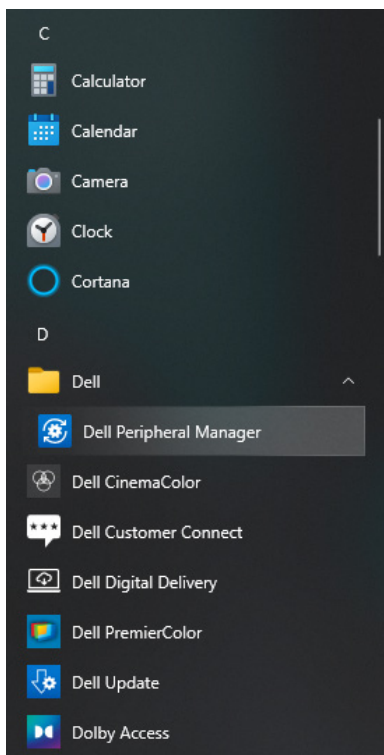 C
Calculator
Calendar
Camera
Clock
Cortana
D
Dell
Dell Peripheral Manager
Dell CinemaColor
Dell Customer Connect
Dell Digital Delivery
Dell PremierColor
Dell Update
Dolby Access